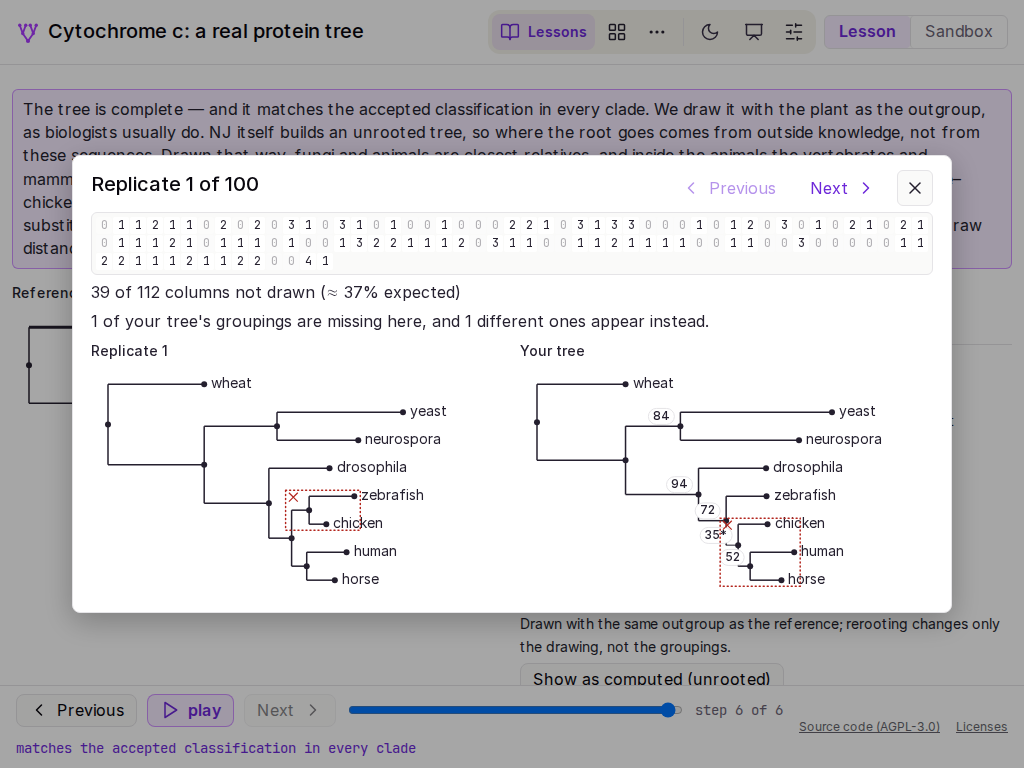 Cytochrome c: a real protein tree
Lessons
Lesson
Sandbox
The tree is complete — and it matches the accepted classification in every clade. We draw it with the plant as the outgroup,
as biologists usually do. NJ itself builds an unrooted tree, so where the root goes comes from outside knowledge, not from
these sequences. Drawn that way, fungi and animals are closest relatives, and inside the animals the vertebrates and
mamm
chicke
substit
raw
distan
Replicate 1 of 100
Previous
Next
0 1 1 2 1 1 0 2 0 2 0 3 1 0 3 1 0 1 0 0 1 0 0 0 2 2 1 0 3 1 3 3 0 0 0 1 0 1 2 0 3 0 1 0 2 1 0 2 1
0 1 1 1 2 1 0 1 1 1 0 1 0 0 1 3 2 2 1 1 1 2 0 3 1 1 0 0 1 1 2 1 1 1 1 0 0 1 1 0 0 3 0 0 0 0 0 1 1
2 2 1 1 1 2 1 1 2 2 0 0 4 1
39 of 112 columns not drawn (≈ 37% expected)
1 of your tree's groupings are missing here, and 1 different ones appear instead.
Referen
Replicate 1
Your tree
wheat
yeast
neurospora
drosophila
zebrafish
chicken
human
horse
wheat
84
yeast
neurospora
94
drosophila
72
zebrafish
35*
chicken
52
human
horse
Drawn with the same outgroup as the reference; rerooting changes only
the drawing, not the groupings.
Show as computed (unrooted)
Previous
play
Next
step 6 of 6
Source code (AGPL-3.0)
Licenses
matches the accepted classification in every clade